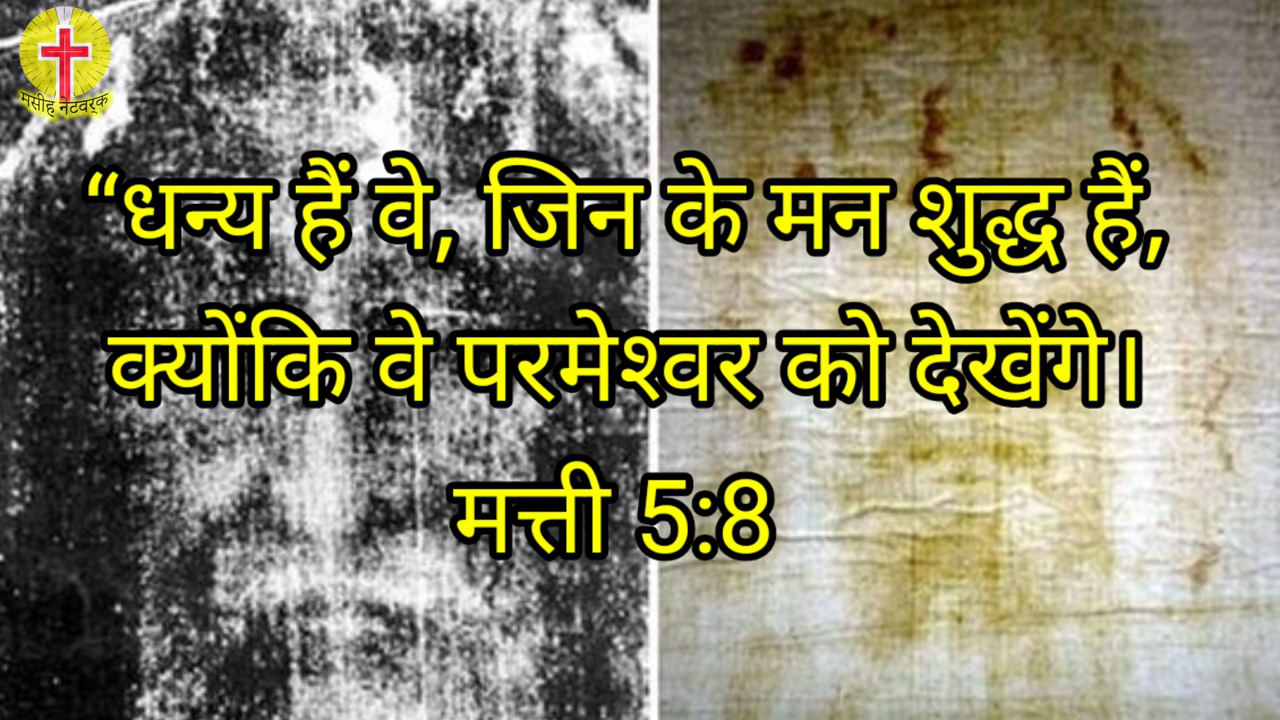 मसीह नेटवर्क
“धन्य हैं वे, जिन के मन शुद्ध हैं,
क्योंकि वे परमेश्वर को देखेंगे।
मत्ती 5:8